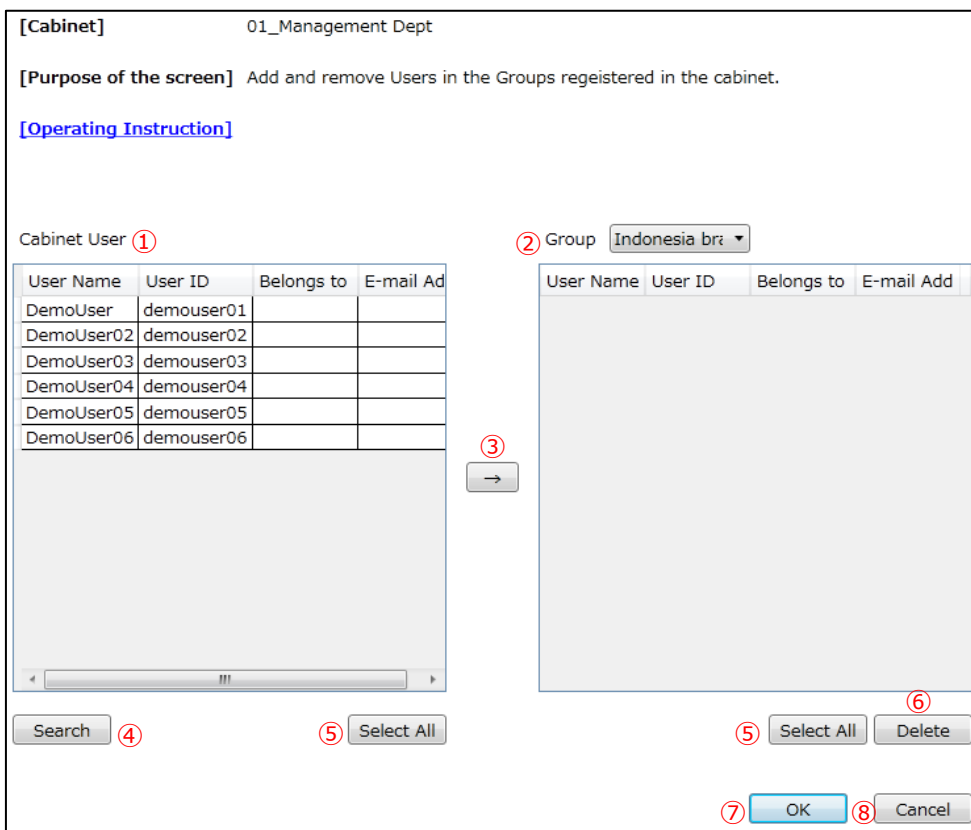 [Cabinet] 01_Management Dept
[Purpose of the screen] Add and remove Users in the Groups regeistered in the cabinet.
[Operating Instruction]
Cabinet User ① ② Group Indonesia bra
User Name User ID Belongs to E-mail Ad User Name User ID Belongs to E-mail Add
DemoUser demouser01
DemoUser02 demouser02
DemoUser03 demouser03
DemoUser04 demouser04
DemoUser05 demouser05
DemoUser06 demouser06
③
→
⑥
Search ④ ⑤ Select All ⑤ Select All Delete
⑦ OK ⑧ Cancel